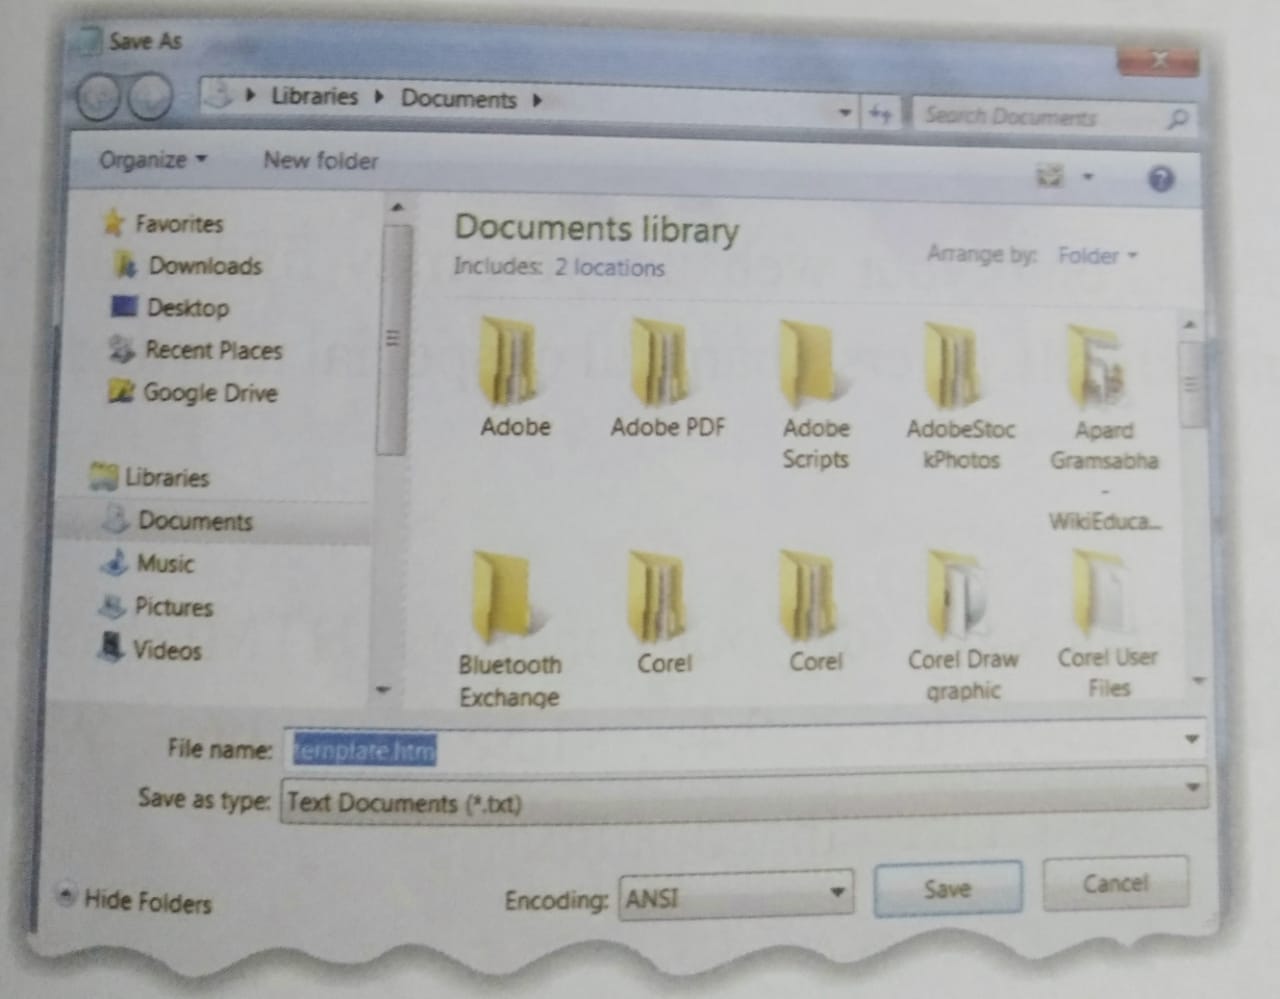 Save As
Libraries Documents
Search Documents
Organize New folder
Favorites
Downloads
Desktop
Recent Places
Google Drive
Libraries
Documents
Music
Pictures
Videos
Documents library
Includes: 2 locations
Arrange by: Folder
Adobe
Adobe PDF
Adobe
Scripts
AdobeStoc
kPhotos
Apard
Gramsabha
-
WikiEduca...
Bluetooth
Exchange
Corel
Corel
Corel Draw
graphic
Corel User
Files
File name: template.htm
Save as type: Text Documents (*.txt)
Hide Folders
Encoding: ANSI
Save
Cancel